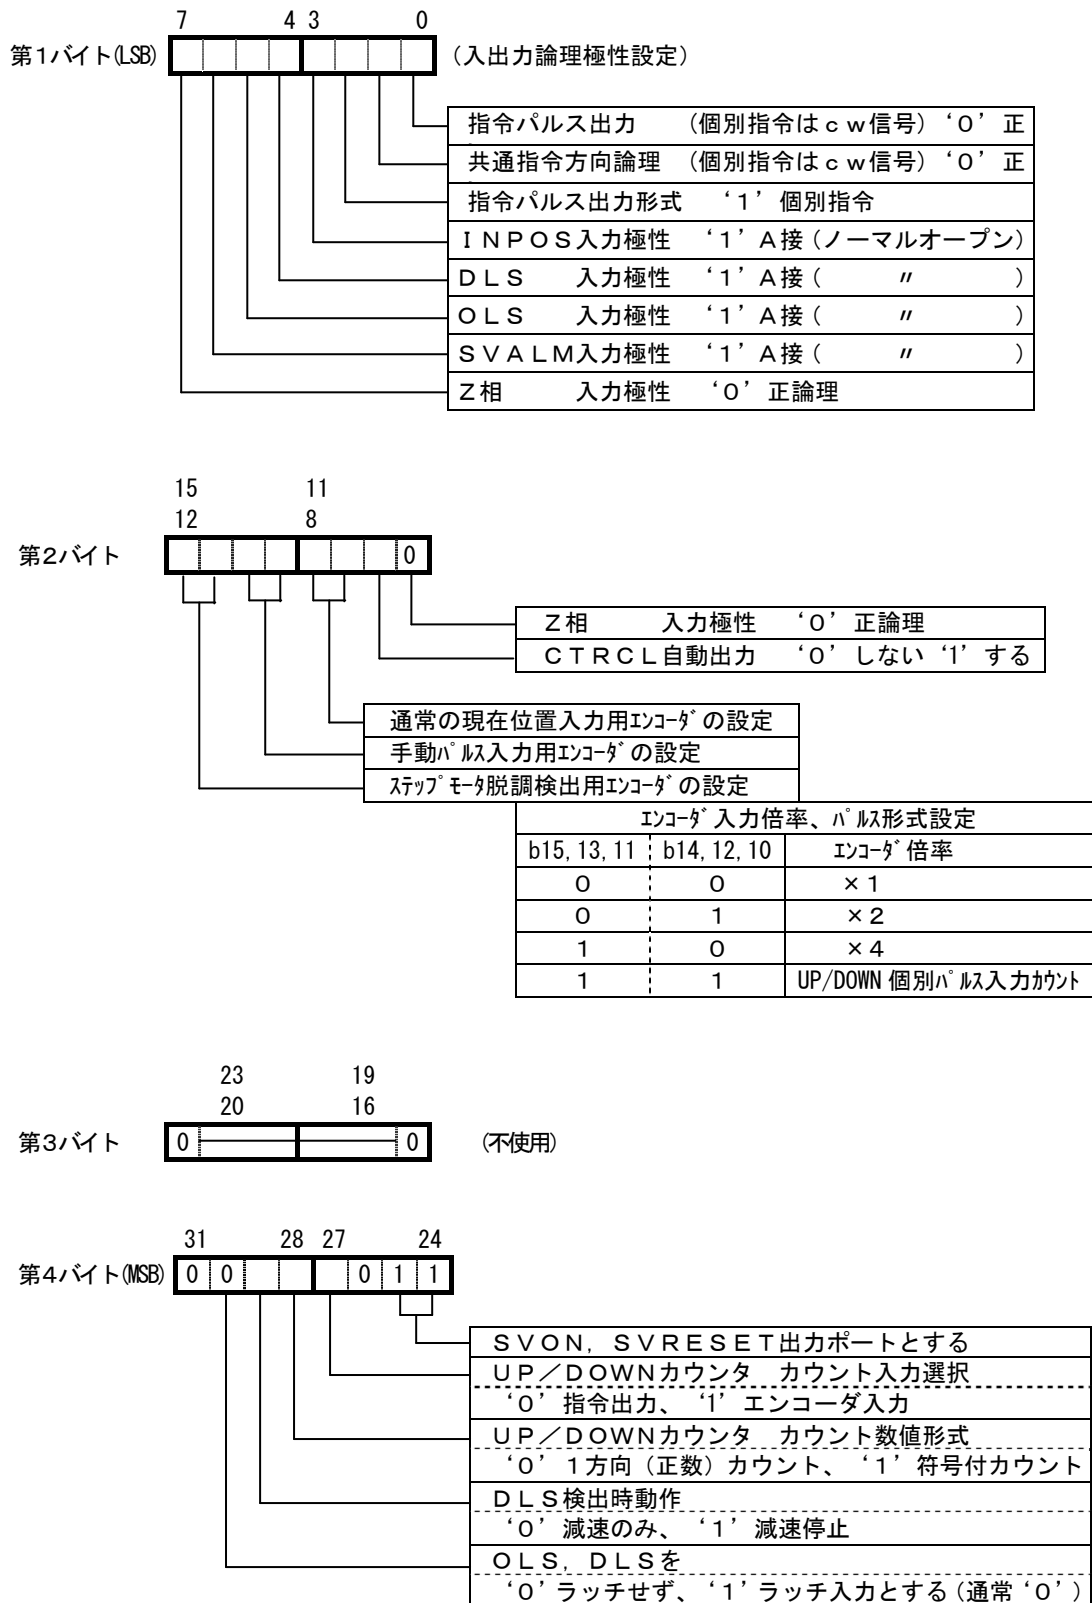 7 4 3 0
第1バイト(LSB) (入出力論理極性設定)
指令パルス出力 (個別指令はcw信号) ‘0’ 正
共通指令方向論理 (個別指令はcw信号) ‘0’ 正
指令パルス出力形式 ‘1’ 個別指令
INPOS入力極性 ‘1’ A接(ノーマルオープン)
DLS 入力極性 ‘1’ A接( 〃 )
OLS 入力極性 ‘1’ A接( 〃 )
SVALM入力極性 ‘1’ A接( 〃 )
Z相 入力極性 ‘0’ 正論理
15 11
12 8
第2バイト 0
Z相 入力極性 ‘0’ 正論理
CTRCL自動出力 ‘0’ しない ‘1’ する
通常の現在位置入力用エンコーダの設定
手動パルス入力用エンコーダの設定
ステップモータ脱調検出用エンコーダの設定
エンコーダ入力倍率、パルス形式設定
b15,13,11 b14,12,10 エンコーダ倍率
0 0 ×1
0 1 ×2
1 0 ×4
1 1 UP/DOWN 個別パルス入力カウント
23 19
20 16
第3バイト 0 0 (不使用)
31 28 27 24
第4バイト(MSB) 0 0 0 1 1
SVON,SVRESET出力ポートとする
UP/DOWNカウンタ カウント入力選択
‘0’ 指令出力、 ‘1’ エンコーダ入力
UP/DOWNカウンタ カウント数値形式
‘0’ 1方向(正数)カウント、 ‘1’ 符号付カウント
DLS検出時動作
‘0’ 減速のみ、 ‘1’ 減速停止
OLS,DLSを
‘0’ラッチせず、‘1’ラッチ入力とする(通常‘0’)